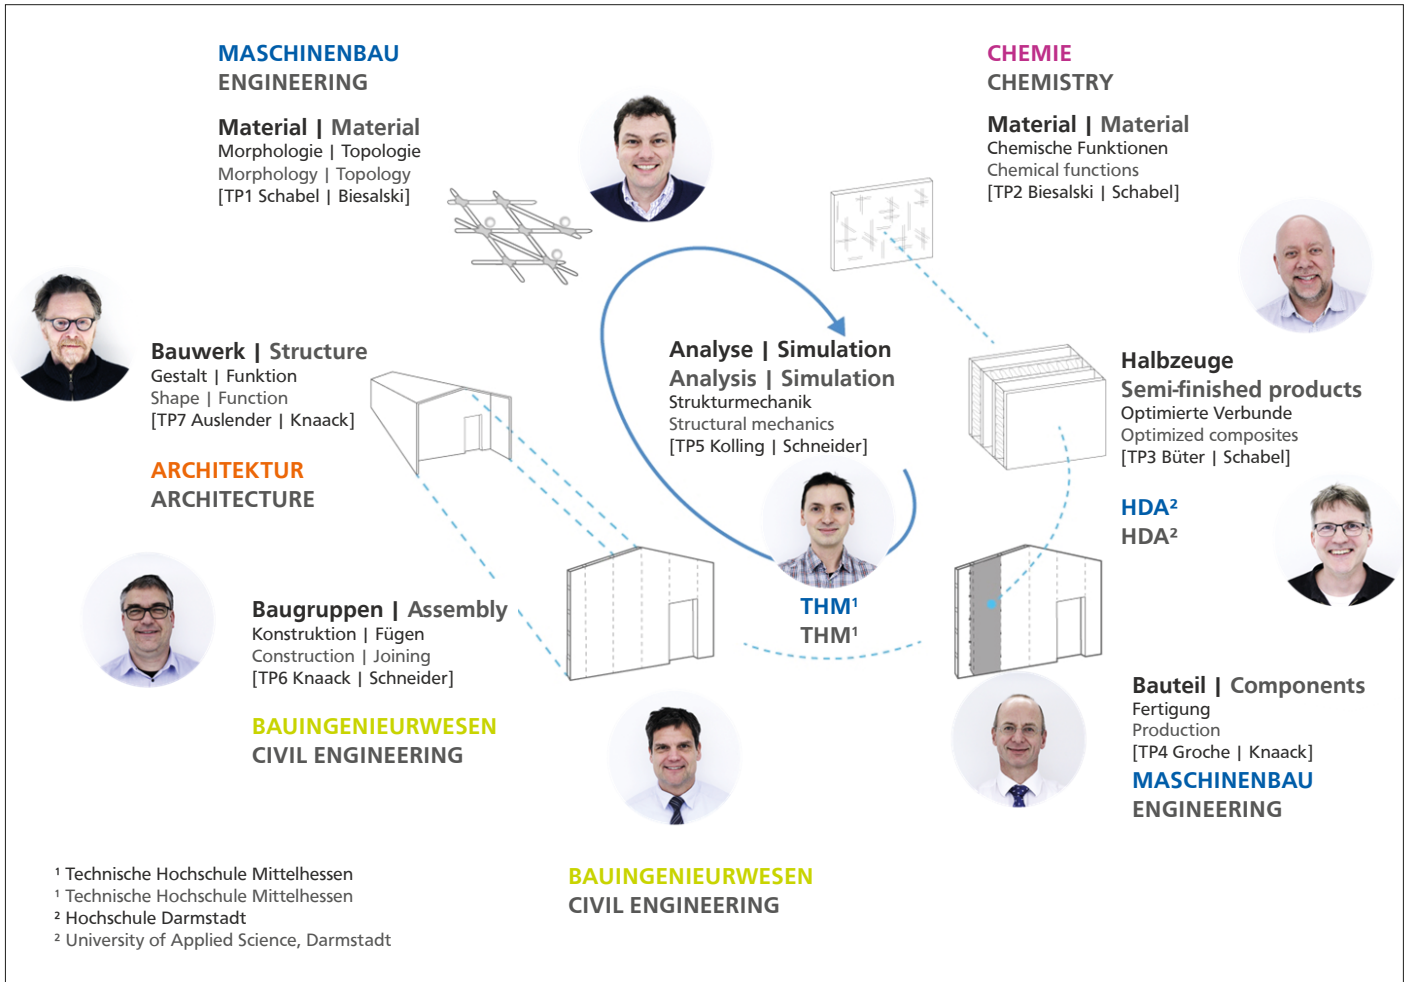 MASCHINENBAU
ENGINEERING
Material | Material
Morphologie | Topologie
Morphology | Topology
[TP1 Schabel | Biesalski]
CHEMIE
CHEMISTRY
Material | Material
Chemische Funktionen
Chemical functions
[TP2 Biesalski | Schabel]
Bauwerk | Structure
Gestalt | Funktion
Shape | Function
[TP7 Auslender | Knaack]
ARCHITEKTUR
ARCHITECTURE
Analyse | Simulation
Analysis | Simulation
Strukturmechanik
Structural mechanics
[TP5 Kolling | Schneider]
THM¹
THM¹
Halbzeuge
Semi-finished products
Optimierte Verbunde
Optimized composites
[TP3 Büter | Schabel]
HDA²
HDA²
Baugruppen | Assembly
Konstruktion | Fügen
Construction | Joining
[TP6 Knaack | Schneider]
BAUINGENIEURWESEN
CIVIL ENGINEERING
Bauteil | Components
Fertigung
Production
[TP4 Groche | Knaack]
MASCHINENBAU
ENGINEERING
BAUINGENIEURWESEN
CIVIL ENGINEERING
¹ Technische Hochschule Mittelhessen
¹ Technische Hochschule Mittelhessen
² Hochschule Darmstadt
² University of Applied Science, Darmstadt